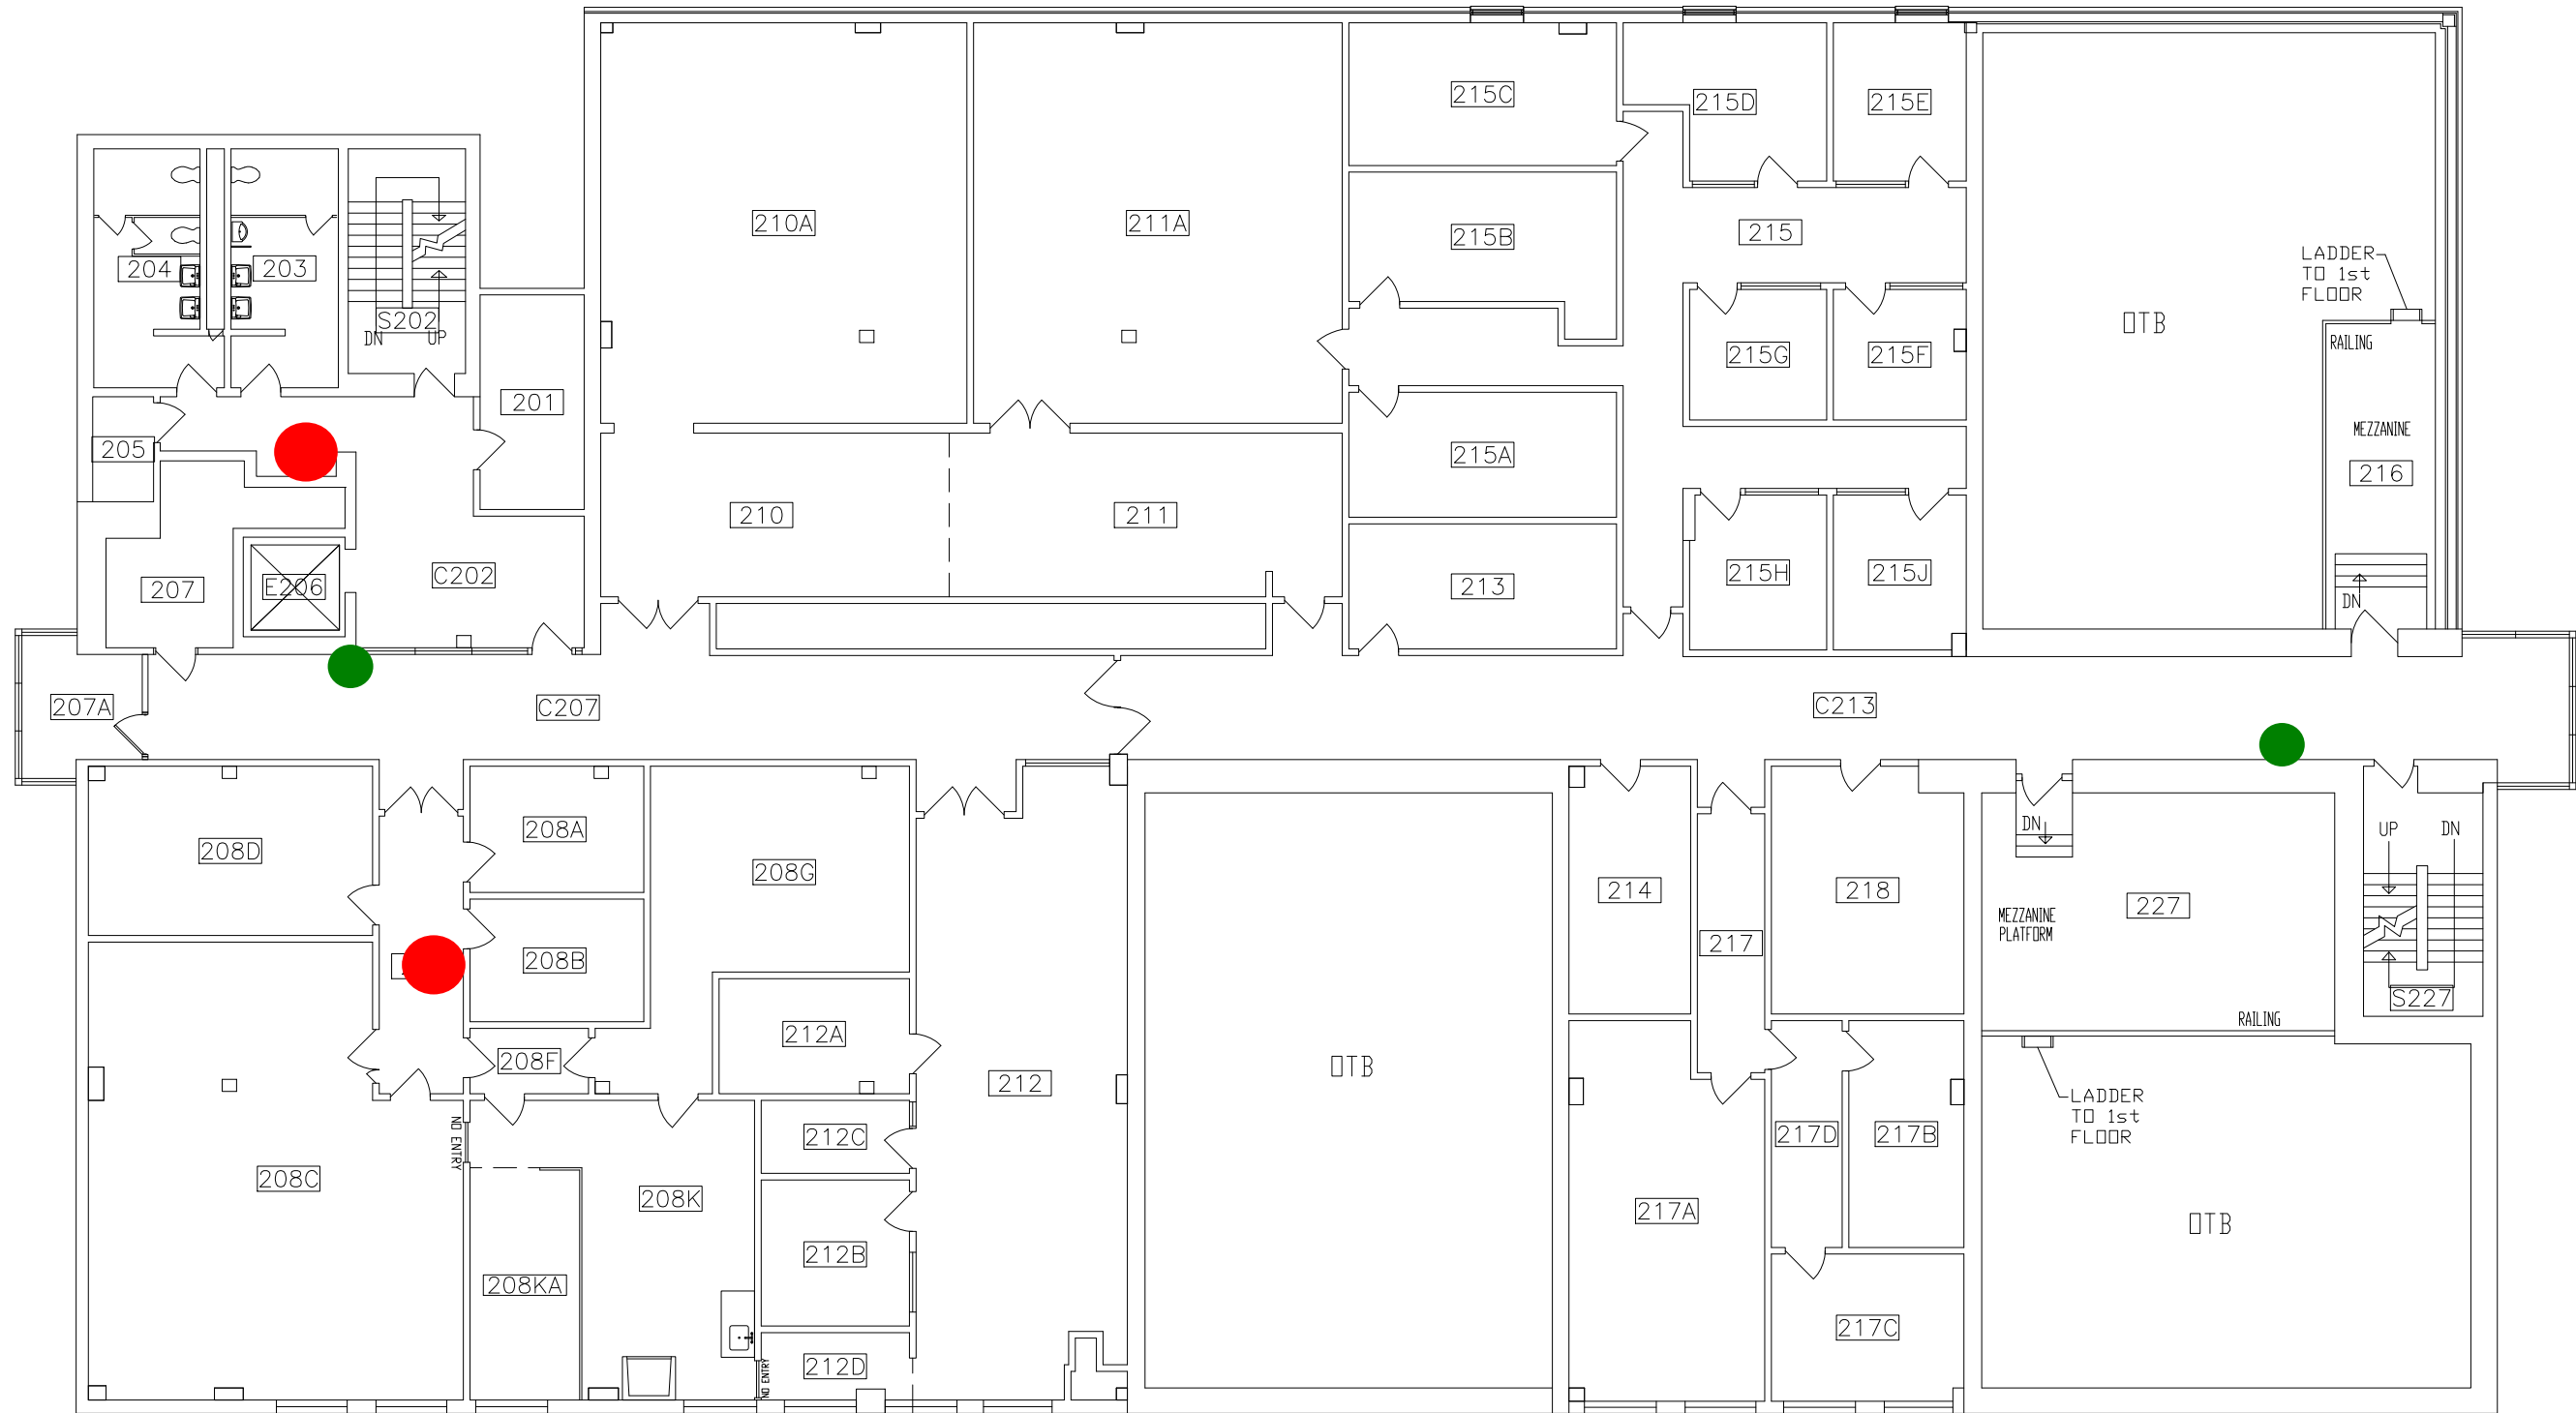 215C
215D
215E
210A
211A
215B
215
204
203
S202
DN
UP
LADDER
TO 1st
FLOOR
OTB
RAILING
215G
215F
201
MEZZANINE
205
215A
216
210
211
C202
E206
207
213
215H
215J
DN
207A
C207
C213
208A
208D
208G
DN
UP
DN
214
218
227
MEZZANINE
PLATFORM
217
208B
S227
RAILING
212A
208F
212
OTB
LADDER
TO 1st
FLOOR
NO ENTRY
212C
217D
217B
208C
208K
217A
OTB
212B
208KA
217C
212D
NO ENTRY